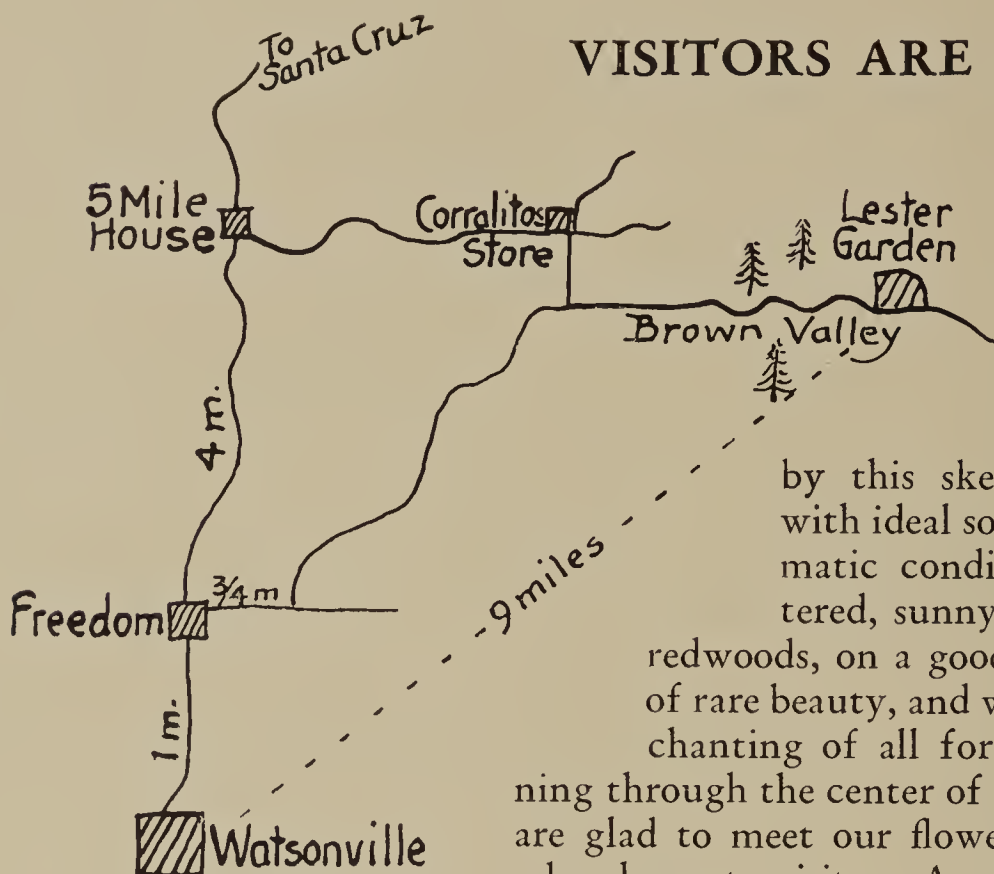 VISITORS ARE
To
Santa Cruz
5 Mile
House
Corralitos
Store
Lester
Garden
Brown Valley
4 m.
9 miles
3/4 m
Freedom
1 m.
Watsonville
by this ske
with ideal so
matic condi
tered, sunny
redwoods, on a good
of rare beauty, and w
chanting of all for
ning through the center of
are glad to meet our flowe